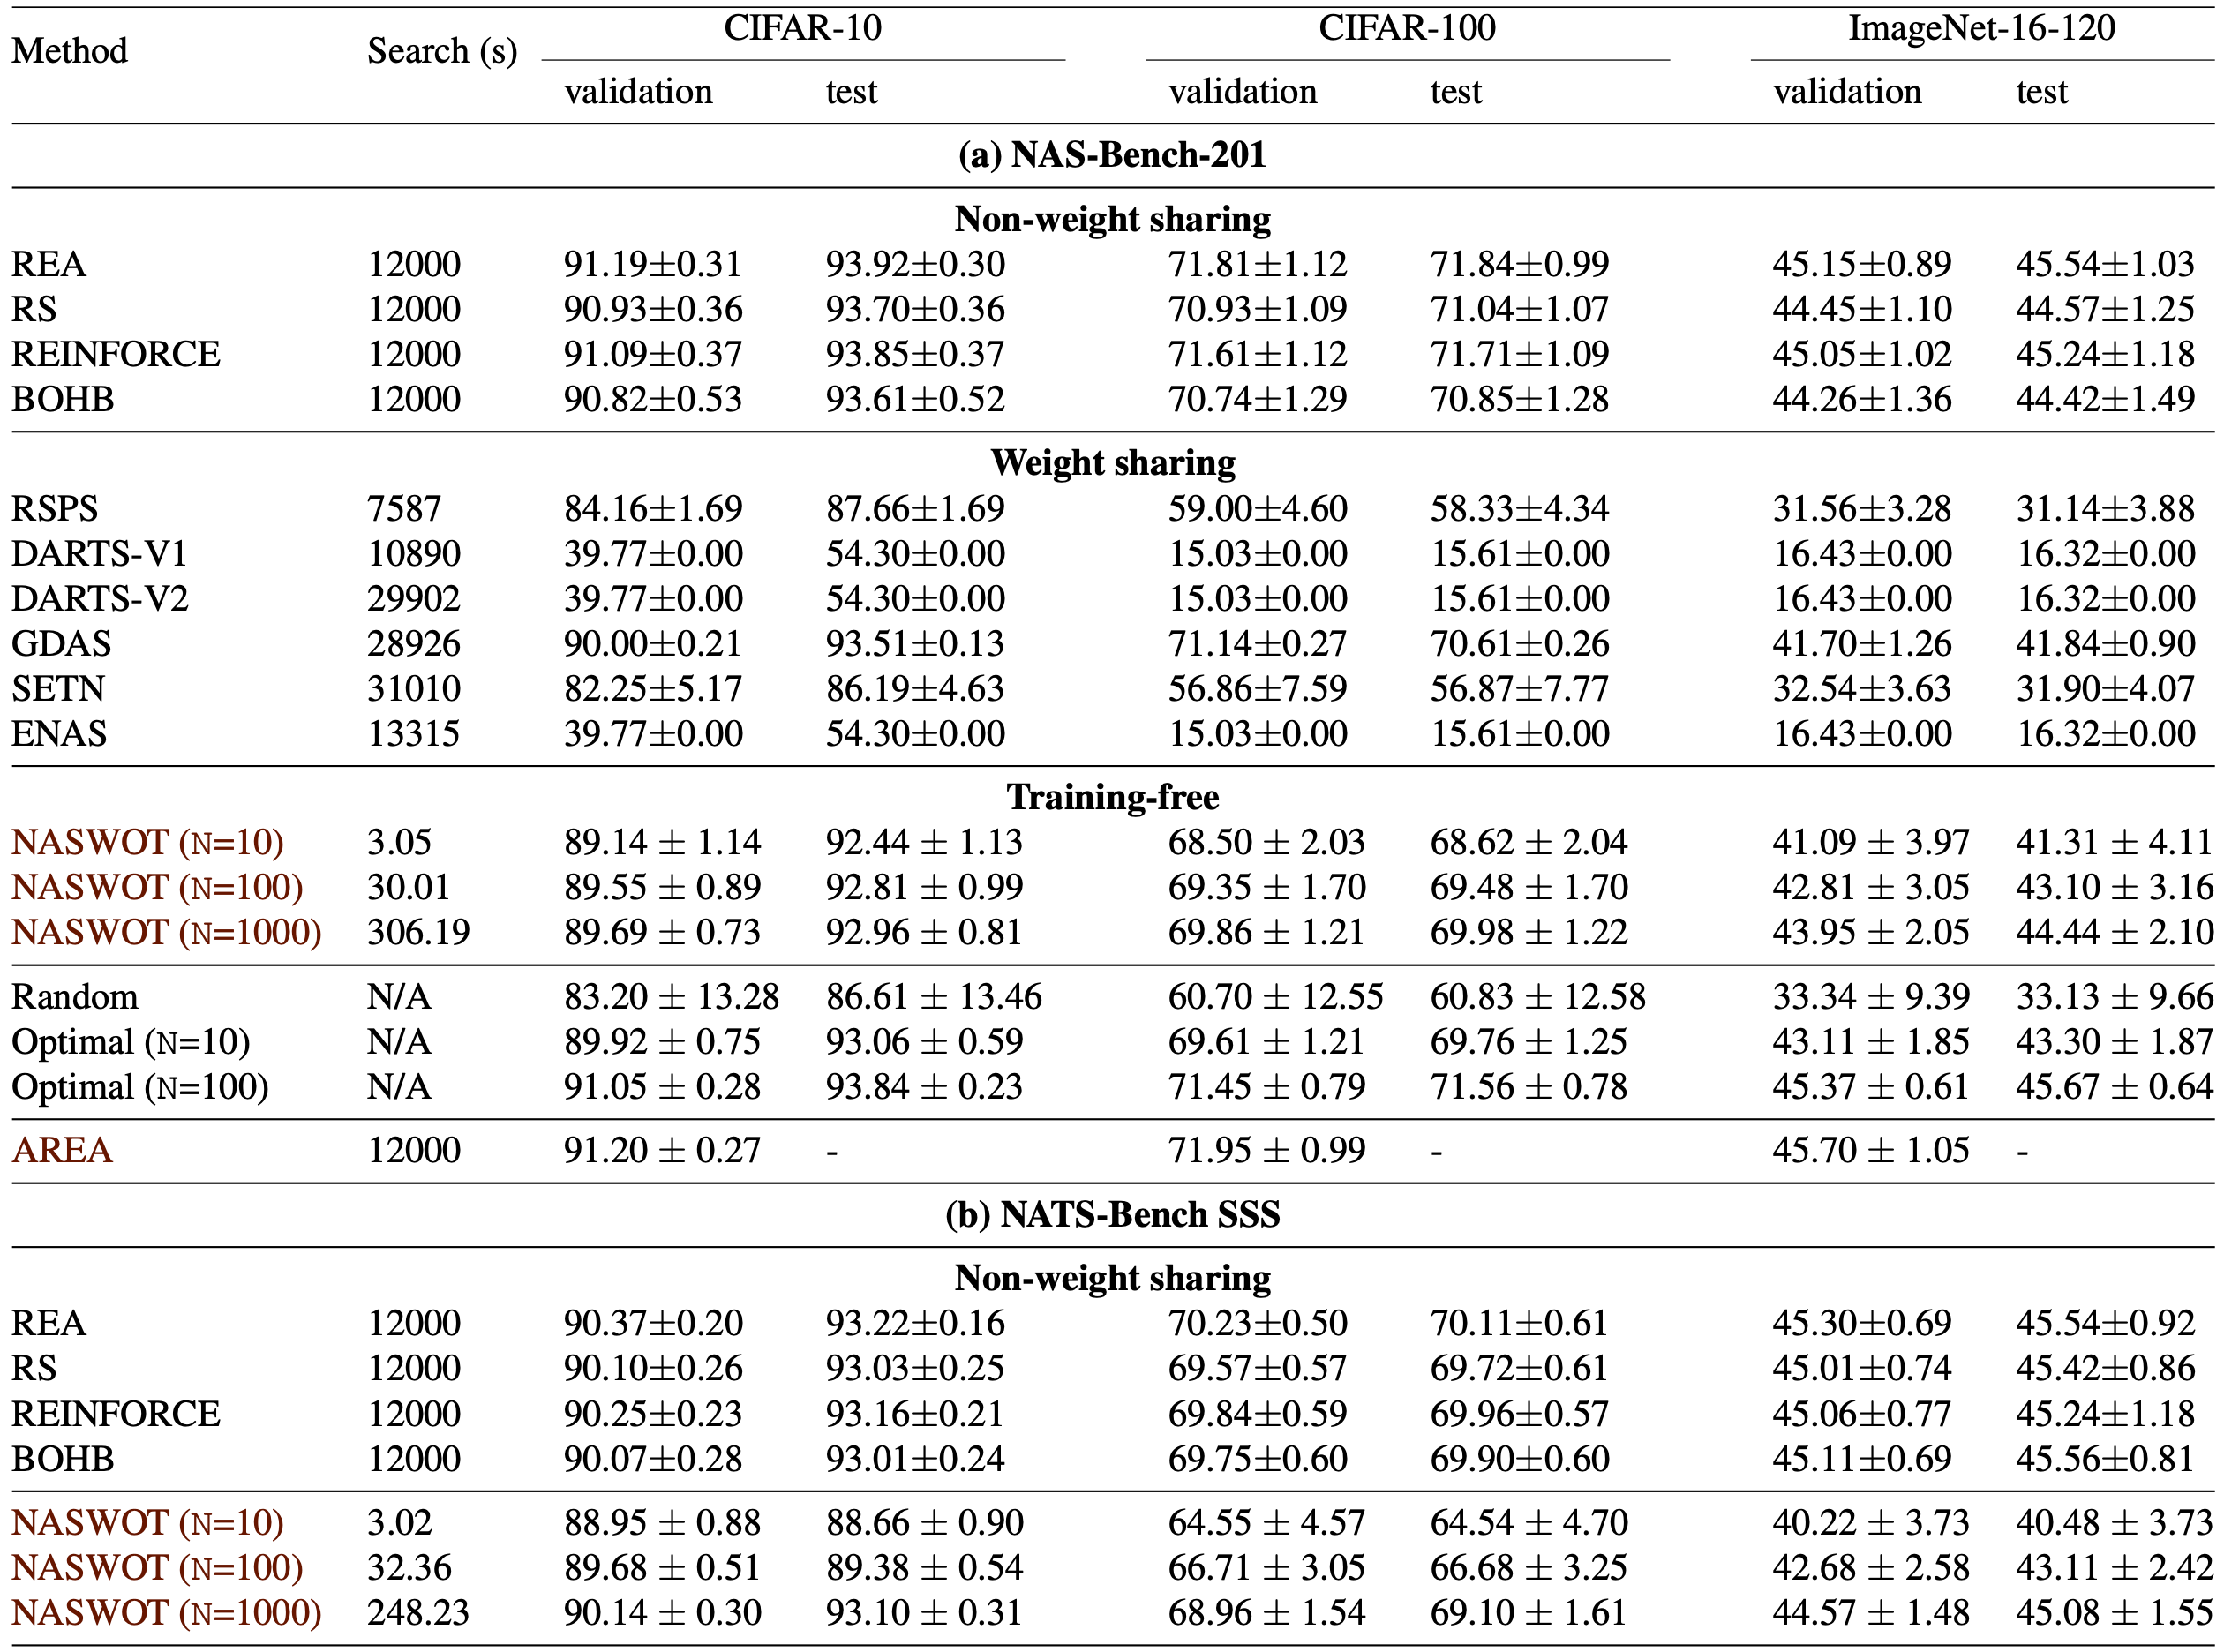 Method Search (s) CIFAR-10 CIFAR-100 ImageNet-16-120
validation test validation test validation test
(a) NAS-Bench-201
Non-weight sharing
REA 12000 91.19±0.31 93.92±0.30 71.81±1.12 71.84±0.99 45.15±0.89 45.54±1.03
RS 12000 90.93±0.36 93.70±0.36 70.93±1.09 71.04±1.07 44.45±1.10 44.57±1.25
REINFORCE 12000 91.09±0.37 93.85±0.37 71.61±1.12 71.71±1.09 45.05±1.02 45.24±1.18
BOHB 12000 90.82±0.53 93.61±0.52 70.74±1.29 70.85±1.28 44.26±1.36 44.42±1.49
Weight sharing
RSPS 7587 84.16±1.69 87.66±1.69 59.00±4.60 58.33±4.34 31.56±3.28 31.14±3.88
DARTS-V1 10890 39.77±0.00 54.30±0.00 15.03±0.00 15.61±0.00 16.43±0.00 16.32±0.00
DARTS-V2 29902 39.77±0.00 54.30±0.00 15.03±0.00 15.61±0.00 16.43±0.00 16.32±0.00
GDAS 28926 90.00±0.21 93.51±0.13 71.14±0.27 70.61±0.26 41.70±1.26 41.84±0.90
SETN 31010 82.25±5.17 86.19±4.63 56.86±7.59 56.87±7.77 32.54±3.63 31.90±4.07
ENAS 13315 39.77±0.00 54.30±0.00 15.03±0.00 15.61±0.00 16.43±0.00 16.32±0.00
Training-free
NASWOT (N=10) 3.05 89.14 ± 1.14 92.44 ± 1.13 68.50 ± 2.03 68.62 ± 2.04 41.09 ± 3.97 41.31 ± 4.11
NASWOT (N=100) 30.01 89.55 ± 0.89 92.81 ± 0.99 69.35 ± 1.70 69.48 ± 1.70 42.81 ± 3.05 43.10 ± 3.16
NASWOT (N=1000) 306.19 89.69 ± 0.73 92.96 ± 0.81 69.86 ± 1.21 69.98 ± 1.22 43.95 ± 2.05 44.44 ± 2.10
Random N/A 83.20 ± 13.28 86.61 ± 13.46 60.70 ± 12.55 60.83 ± 12.58 33.34 ± 9.39 33.13 ± 9.66
Optimal (N=10) N/A 89.92 ± 0.75 93.06 ± 0.59 69.61 ± 1.21 69.76 ± 1.25 43.11 ± 1.85 43.30 ± 1.87
Optimal (N=100) N/A 91.05 ± 0.28 93.84 ± 0.23 71.45 ± 0.79 71.56 ± 0.78 45.37 ± 0.61 45.67 ± 0.64
AREA 12000 91.20 ± 0.27 - 71.95 ± 0.99 - 45.70 ± 1.05 -
(b) NATS-Bench SSS
Non-weight sharing
REA 12000 90.37±0.20 93.22±0.16 70.23±0.50 70.11±0.61 45.30±0.69 45.54±0.92
RS 12000 90.10±0.26 93.03±0.25 69.57±0.57 69.72±0.61 45.01±0.74 45.42±0.86
REINFORCE 12000 90.25±0.23 93.16±0.21 69.84±0.59 69.96±0.57 45.06±0.77 45.24±1.18
BOHB 12000 90.07±0.28 93.01±0.24 69.75±0.60 69.90±0.60 45.11±0.69 45.56±0.81
NASWOT (N=10) 3.02 88.95 ± 0.88 88.66 ± 0.90 64.55 ± 4.57 64.54 ± 4.70 40.22 ± 3.73 40.48 ± 3.73
NASWOT (N=100) 32.36 89.68 ± 0.51 89.38 ± 0.54 66.71 ± 3.05 66.68 ± 3.25 42.68 ± 2.58 43.11 ± 2.42
NASWOT (N=1000) 248.23 90.14 ± 0.30 93.10 ± 0.31 68.96 ± 1.54 69.10 ± 1.61 44.57 ± 1.48 45.08 ± 1.55